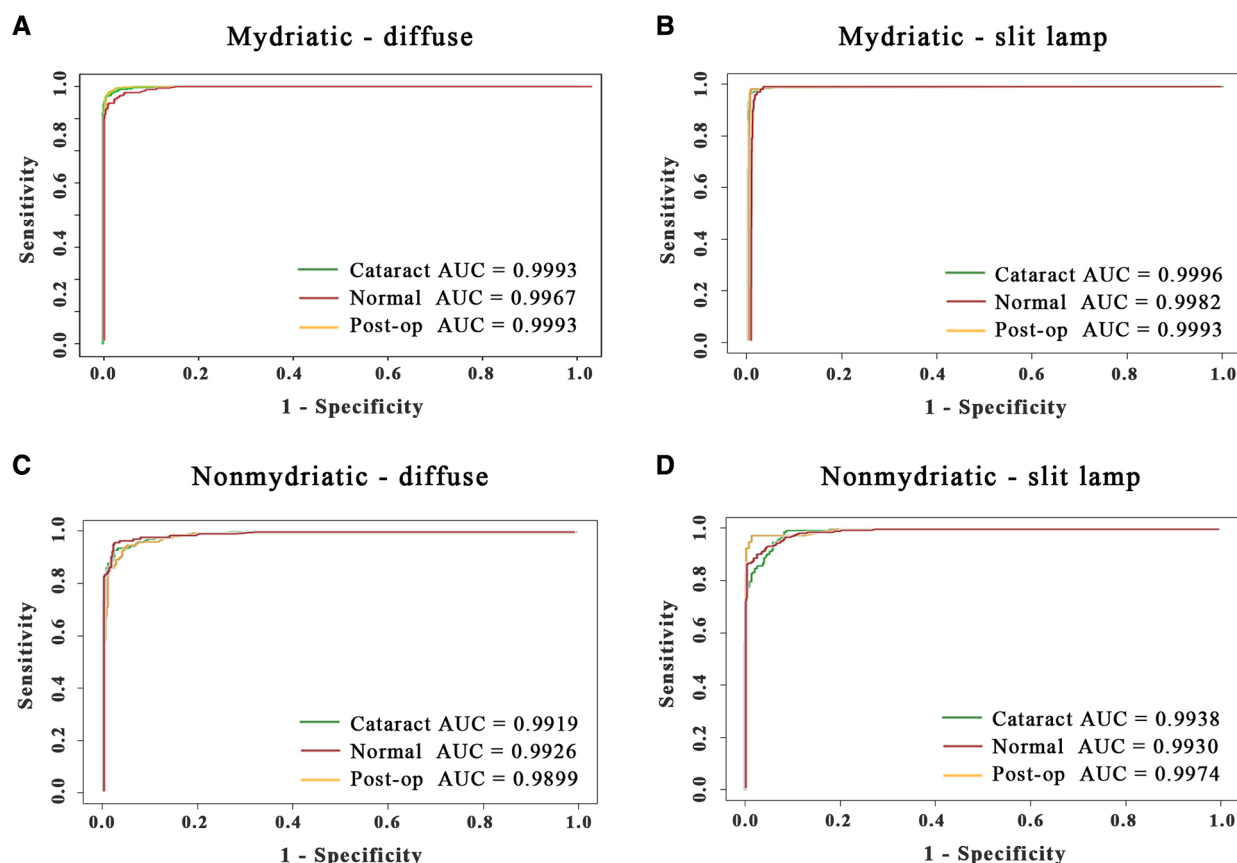 A
Mydriatic - diffuse
Sensitivity
0.0 0.2 0.4 0.6 0.8 1.0
Cataract AUC = 0.9993
Normal AUC = 0.9967
Post-op AUC = 0.9993
0.0 0.2 0.4 0.6 0.8 1.0
1 - Specificity
B
Mydriatic - slit lamp
Sensitivity
0.0 0.2 0.4 0.6 0.8 1.0
Cataract AUC = 0.9996
Normal AUC = 0.9982
Post-op AUC = 0.9993
0.0 0.2 0.4 0.6 0.8 1.0
1 - Specificity
C
Nonmydriatic - diffuse
Sensitivity
0.0 0.2 0.4 0.6 0.8 1.0
Cataract AUC = 0.9919
Normal AUC = 0.9926
Post-op AUC = 0.9899
0.0 0.2 0.4 0.6 0.8 1.0
1 - Specificity
D
Nonmydriatic - slit lamp
Sensitivity
0.0 0.2 0.4 0.6 0.8 1.0
Cataract AUC = 0.9938
Normal AUC = 0.9930
Post-op AUC = 0.9974
0.0 0.2 0.4 0.6 0.8 1.0
1 - Specificity